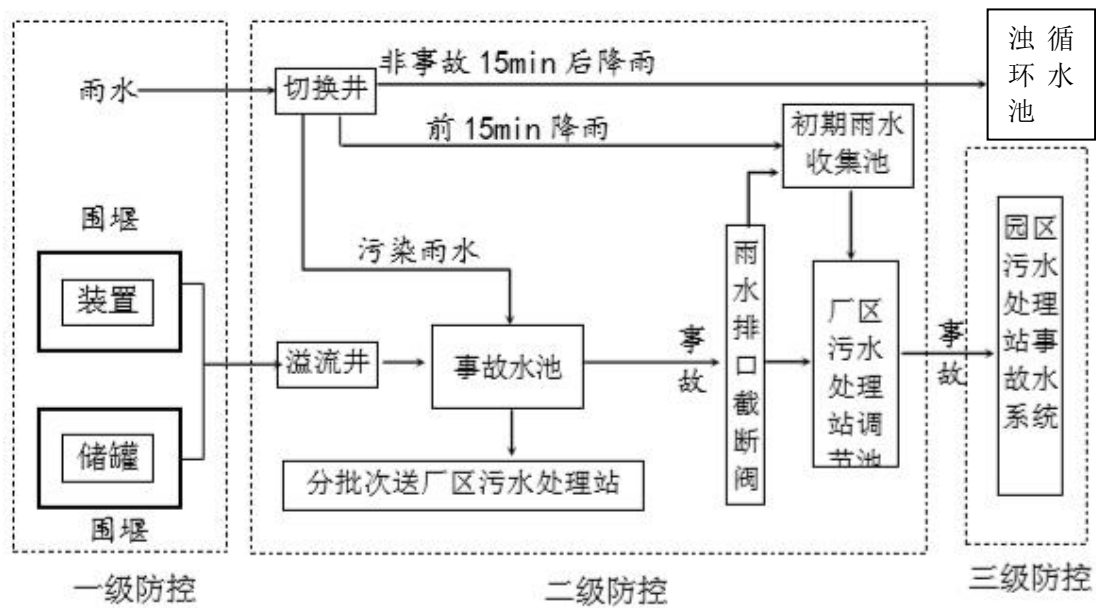 浊循
环水
池
雨水
切换井
非事故15min后降雨
前15min降雨
初期雨水
收集池
围堰
装置
储罐
围堰
污染雨水
溢流井
事故水池
事故
雨水排口截断阀
厂区
污水
处理
站调
节池
事故
园区
污水
处理
站事
故水
系统
分批次送厂区污水处理站
一级防控
二级防控
三级防控